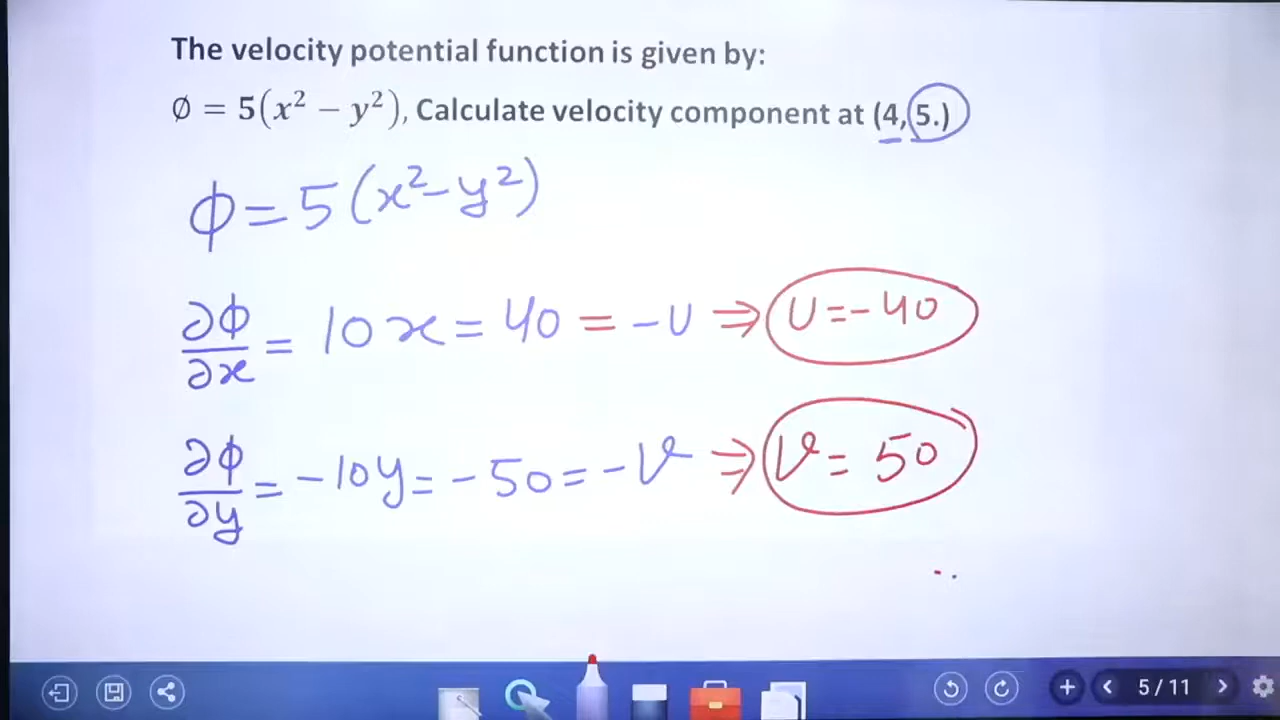 The velocity potential function is given by:
∅ = 5(x² − y²), Calculate velocity component at (4,5.)
ϕ = 5(x²−y²)
∂ϕ/∂x = 10x = 40 = −u ⇒ u=−40
∂ϕ/∂y = −10y = −50 = −v ⇒ v= 50
5 / 11